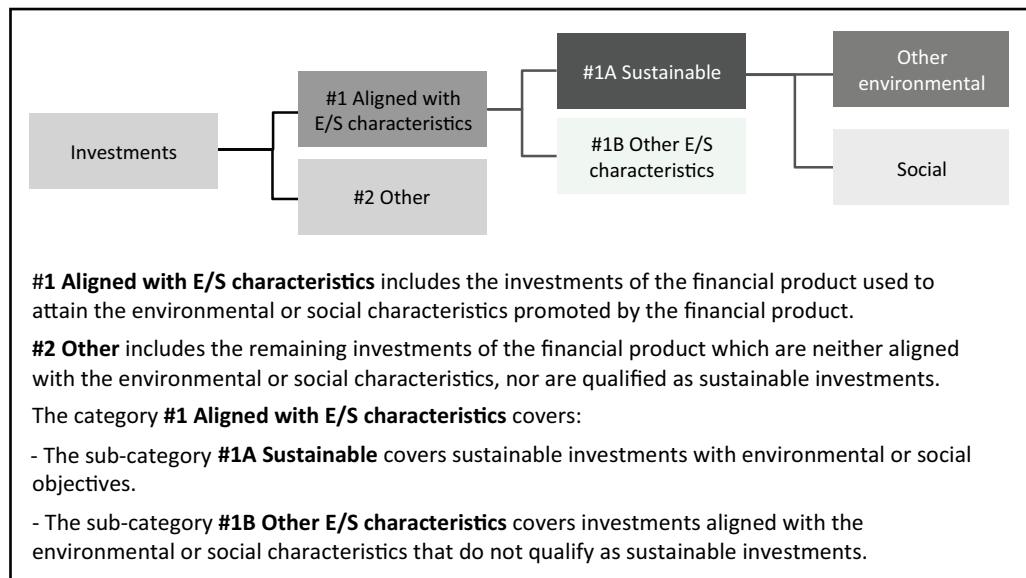 Investments
#1 Aligned with
E/S characteristics
#2 Other
#1A Sustainable
#1B Other E/S
characteristics
Other
environmental
Social
#1 Aligned with E/S characteristics includes the investments of the financial product used to
attain the environmental or social characteristics promoted by the financial product.
#2 Other includes the remaining investments of the financial product which are neither aligned
with the environmental or social characteristics, nor are qualified as sustainable investments.
The category #1 Aligned with E/S characteristics covers:
- The sub-category #1A Sustainable covers sustainable investments with environmental or social
objectives.
- The sub-category #1B Other E/S characteristics covers investments aligned with the
environmental or social characteristics that do not qualify as sustainable investments.